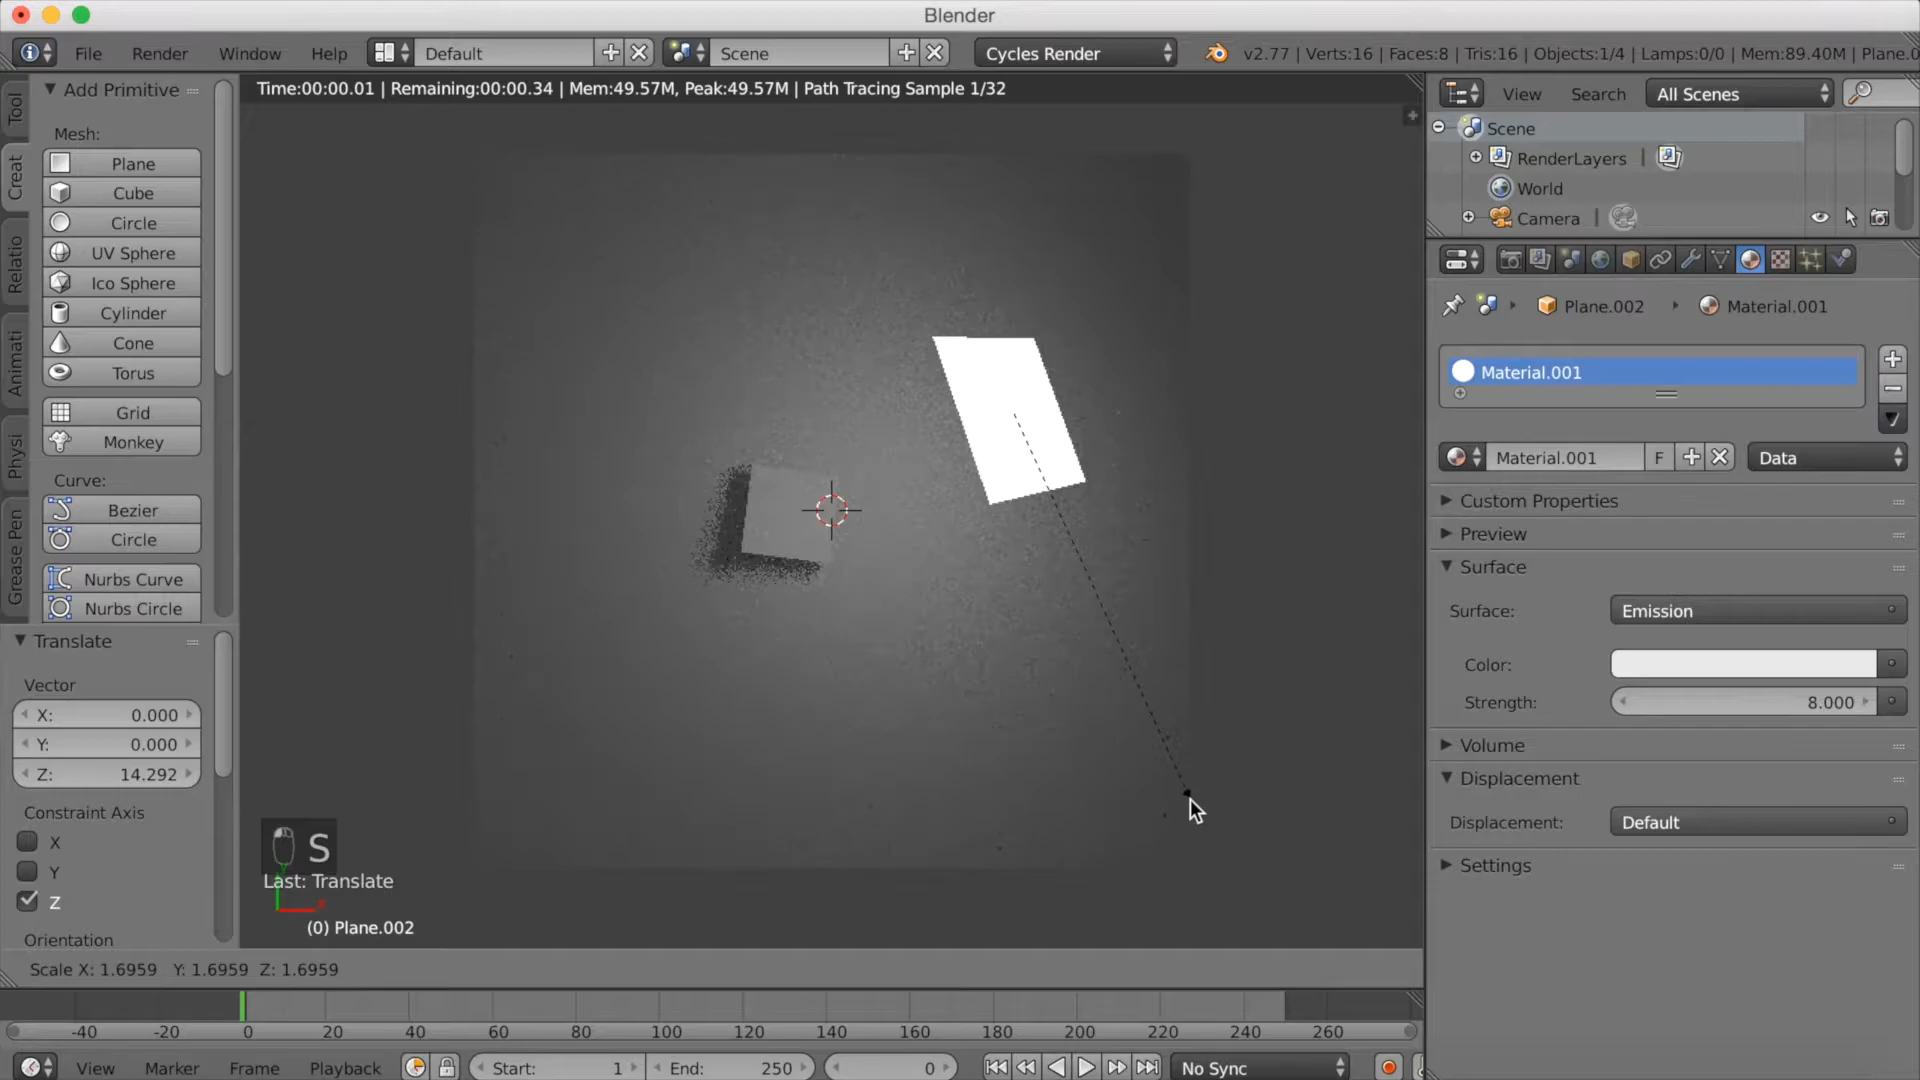 Blender
File Render Window Help Default Scene Cycles Render v2.77 | Verts:16 | Faces:8 | Tris:16 | Objects:1/4 | Lamps:0/0 | Mem:89.40M | Plane.0
Time:00:00.01 | Remaining:00:00.34 | Mem:49.57M, Peak:49.57M | Path Tracing Sample 1/32
Tool
Creat
Relatio
Animati
Physi
Grease Pen
Add Primitive
Mesh:
Plane
Cube
Circle
UV Sphere
Ico Sphere
Cylinder
Cone
Torus
Grid
Monkey
Curve:
Bezier
Circle
Nurbs Curve
Nurbs Circle
Translate
Vector
X: 0.000
Y: 0.000
Z: 14.292
Constraint Axis
X
Y
Z
Orientation
S
Last: Translate
(0) Plane.002
Scale X: 1.6959 Y: 1.6959 Z: 1.6959
-40 -20 0 20 40 60 80 100 120 140 160 180 200 220 240 260
View Marker Frame Playback Start: 1 End: 250 0 No Sync
View Search All Scenes
Scene
RenderLayers
World
Camera
Plane.002 Material.001
Material.001
Material.001 F Data
Custom Properties
Preview
Surface
Surface: Emission
Color:
Strength: 8.000
Volume
Displacement
Displacement: Default
Settings